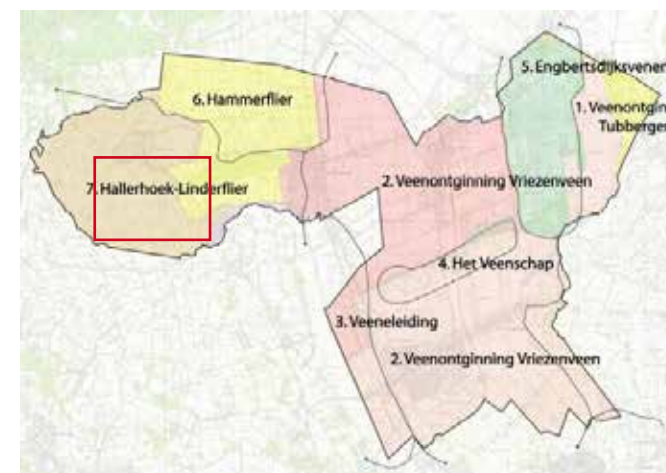 5. Engbertsdijksvenen
6. Hammerflier
1. Veenontgin
Tubbergen
7. Hallerhoek-Linderflier
2. Veenontginning Vriezenveen
4. Het Veenschap
3. Veeneleiding
2. Veenontginning Vriezenveen